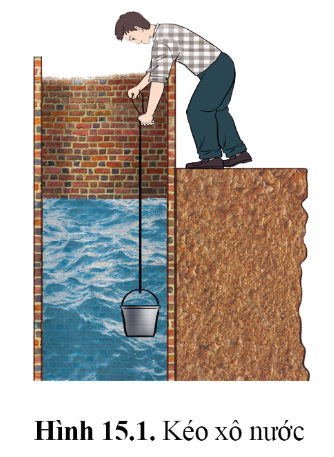 Hình 15.1. Kéo xô nước